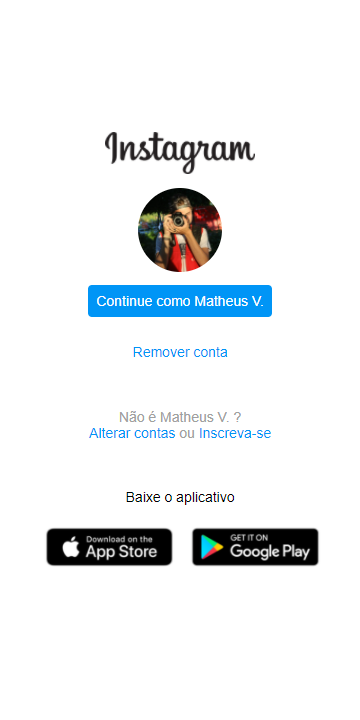 Instagram
Continue como Matheus V.
Remover conta
Não é Matheus V. ?
Alterar contas ou Inscreva-se
Baixe o aplicativo
Download on the
App Store
GET IT ON
Google Play